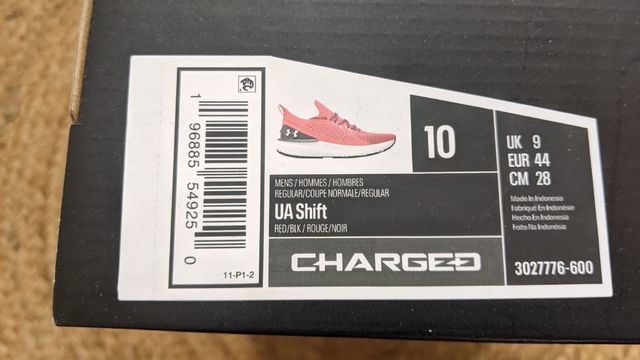 1 96885 54925 0
11-P1-2
10
UK 9
EUR 44
CM 28
MENS / HOMMES / HOMBRES
REGULAR/COUPE NORMALE/REGULAR
UA Shift
RED/BLK / ROUGE/NOIR
Made In Indonesia
Fabriqué En Indonésie
Hecho En Indonesia
Feito Na Indonésia
CHARGED
3027776-600